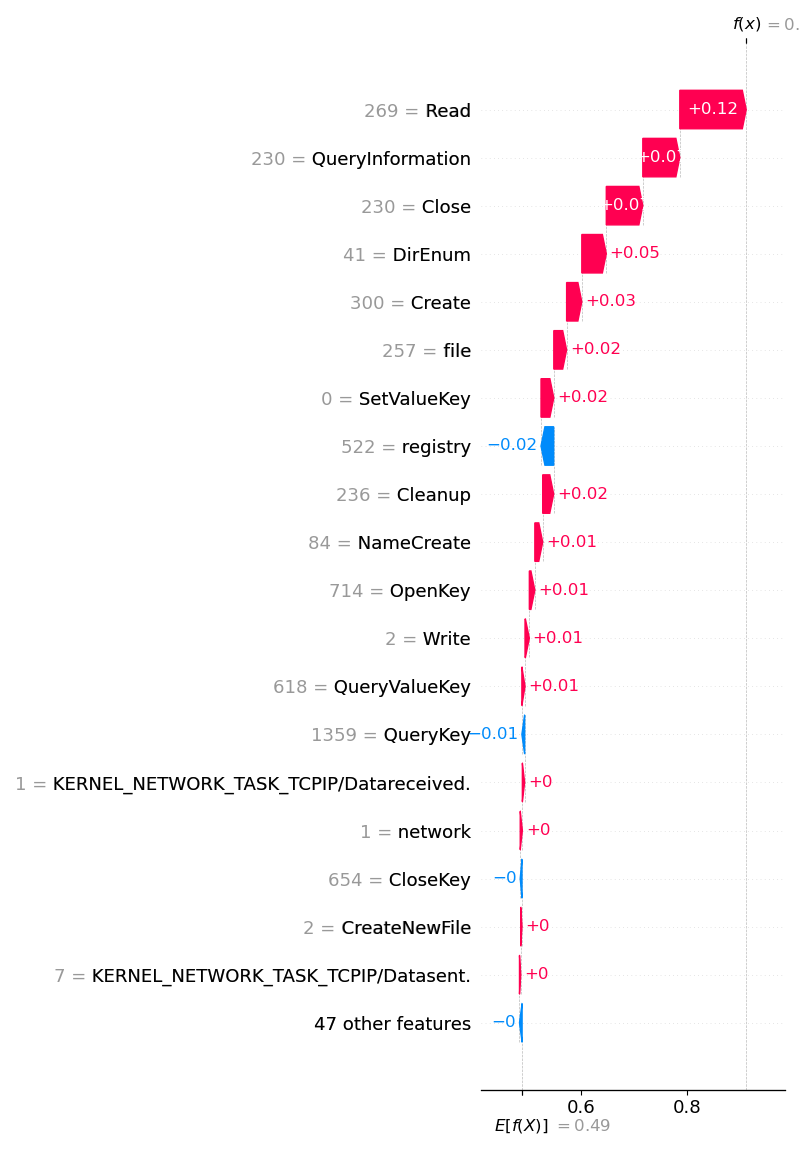 f(x) = 0.
269 = Read +0.12
230 = QueryInformation +0.0
230 = Close +0.0
41 = DirEnum +0.05
300 = Create +0.03
257 = file +0.02
0 = SetValueKey +0.02
522 = registry −0.02
236 = Cleanup +0.02
84 = NameCreate +0.01
714 = OpenKey +0.01
2 = Write +0.01
618 = QueryValueKey +0.01
1359 = QueryKey −0.01
1 = KERNEL_NETWORK_TASK_TCPIP/Datareceived. +0
1 = network +0
654 = CloseKey −0
2 = CreateNewFile +0
7 = KERNEL_NETWORK_TASK_TCPIP/Datasent. +0
47 other features −0
0.6 0.8
E[f(X)] = 0.49